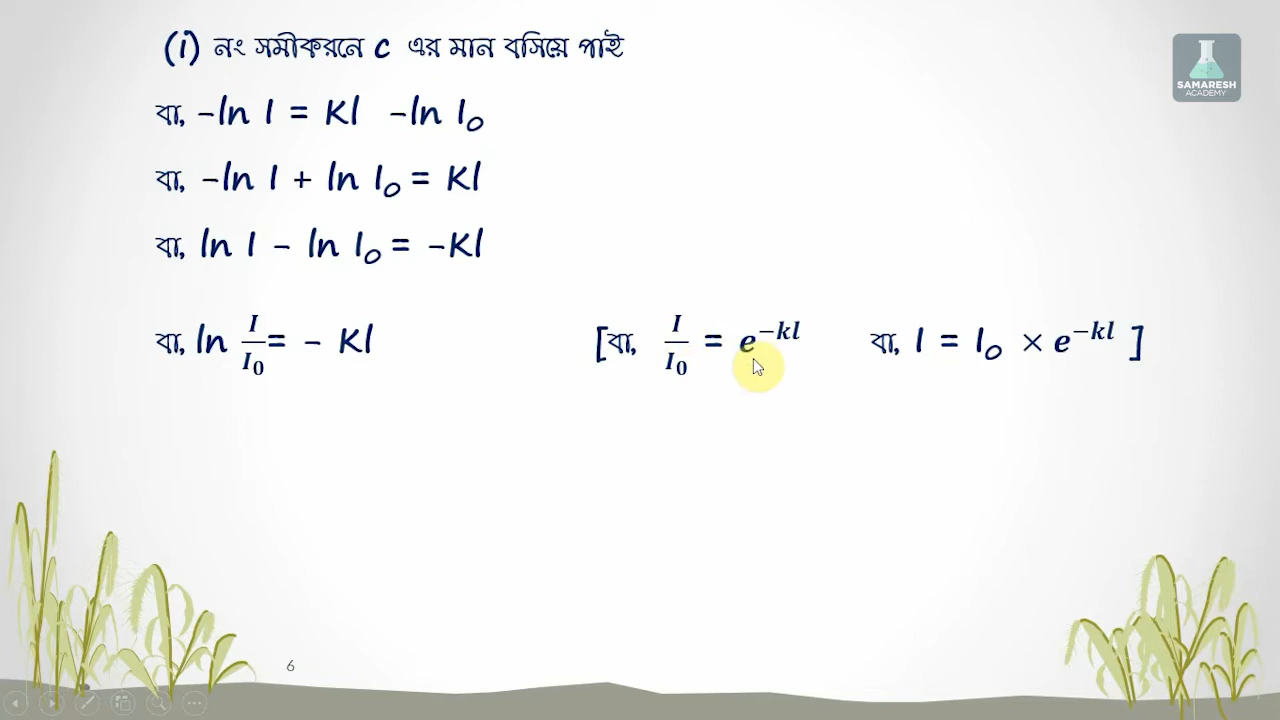 (i) নং সমীকরনে c এর মান বসিয়ে পাই
SAMARESH
ACADEMY
বা, -ln I = Kl -ln I₀
বা, -ln I + ln I₀ = Kl
বা, ln I - ln I₀ = -Kl
বা, ln I/I₀ = - Kl [বা, I/I₀ = e^(-kl) বা, I = I₀ × e^(-kl) ]
6